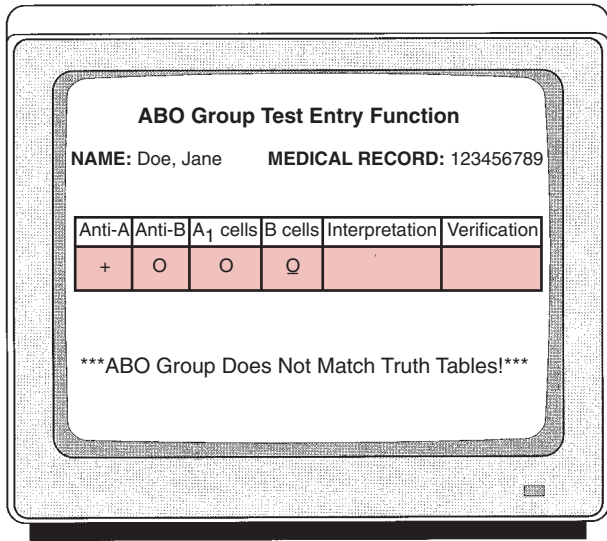 ABO Group Test Entry Function
NAME: Doe, Jane MEDICAL RECORD: 123456789
Anti-A Anti-B A₁ cells B cells Interpretation Verification
+ O O O
***ABO Group Does Not Match Truth Tables!***